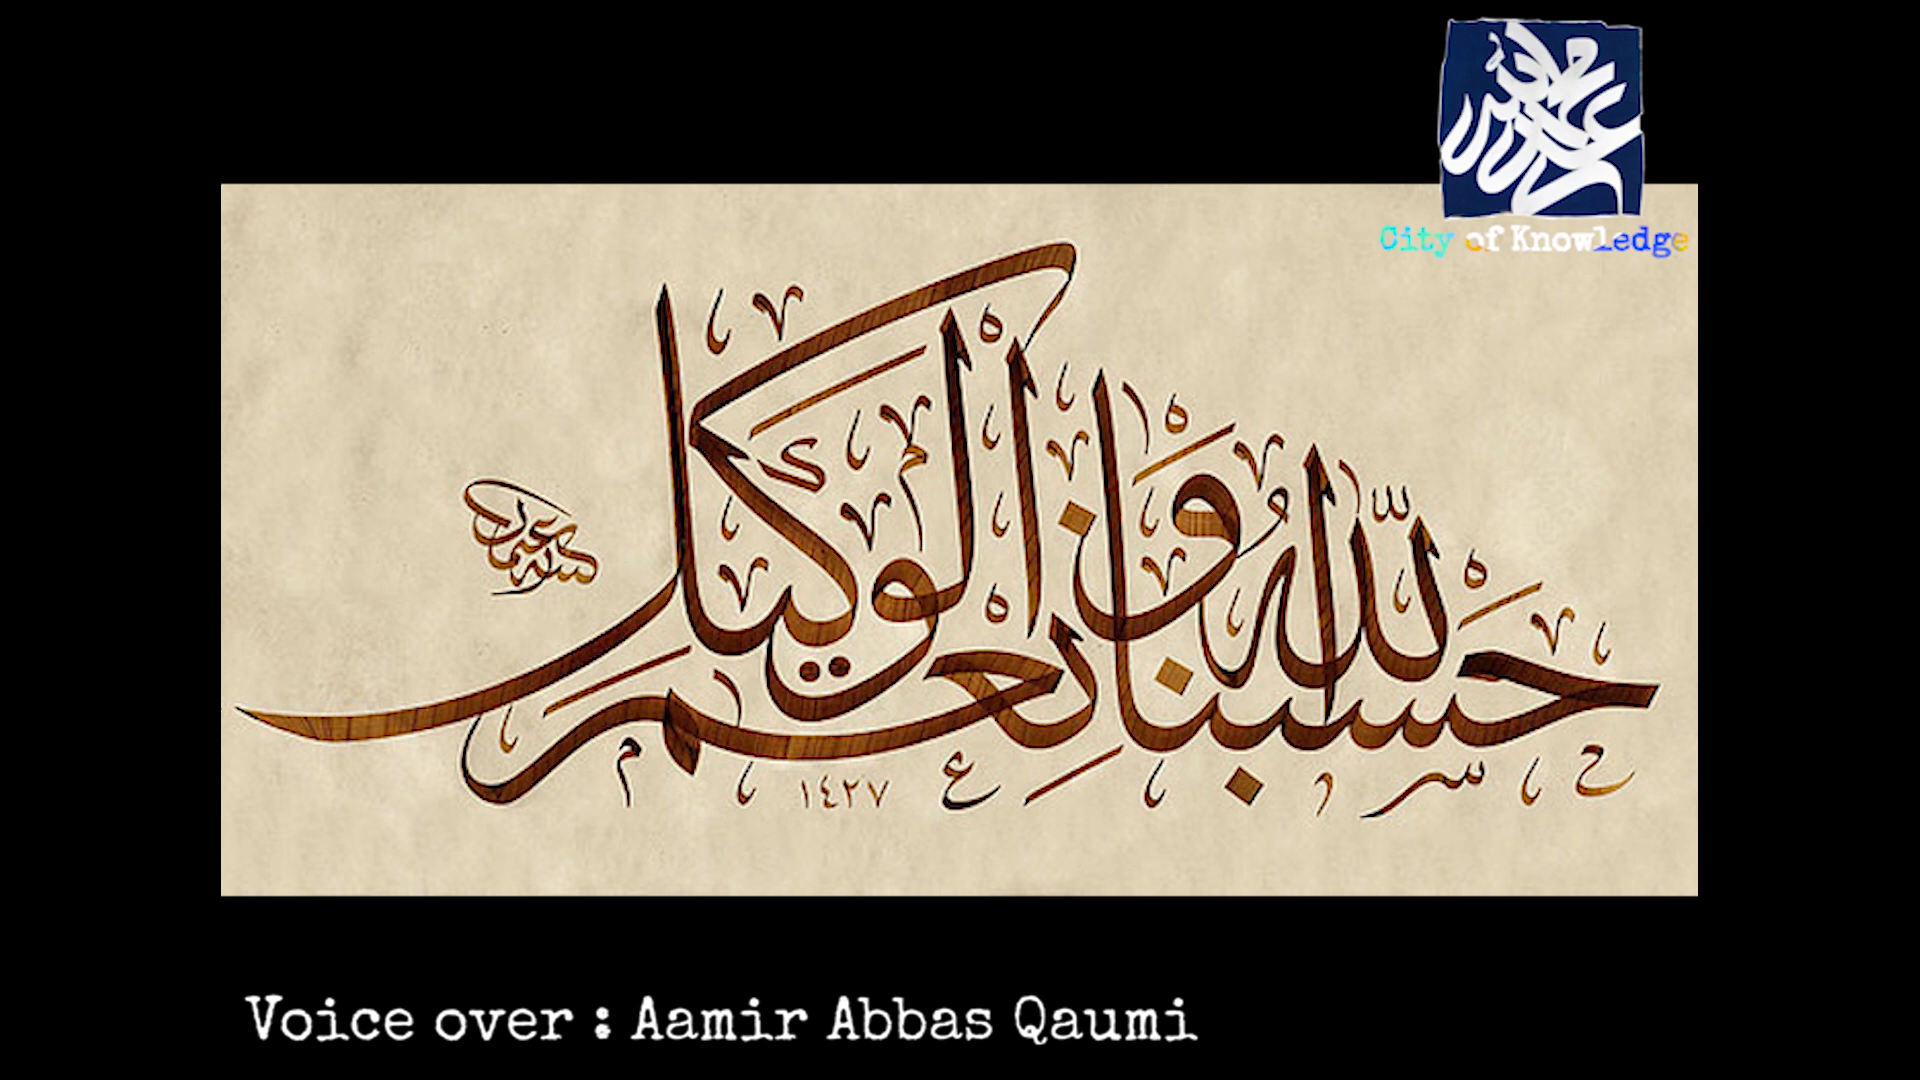 City of Knowledge
حسبنا الله ونعم الوكيل
١٤٢٧
Voice over : Aamir Abbas Qaumi